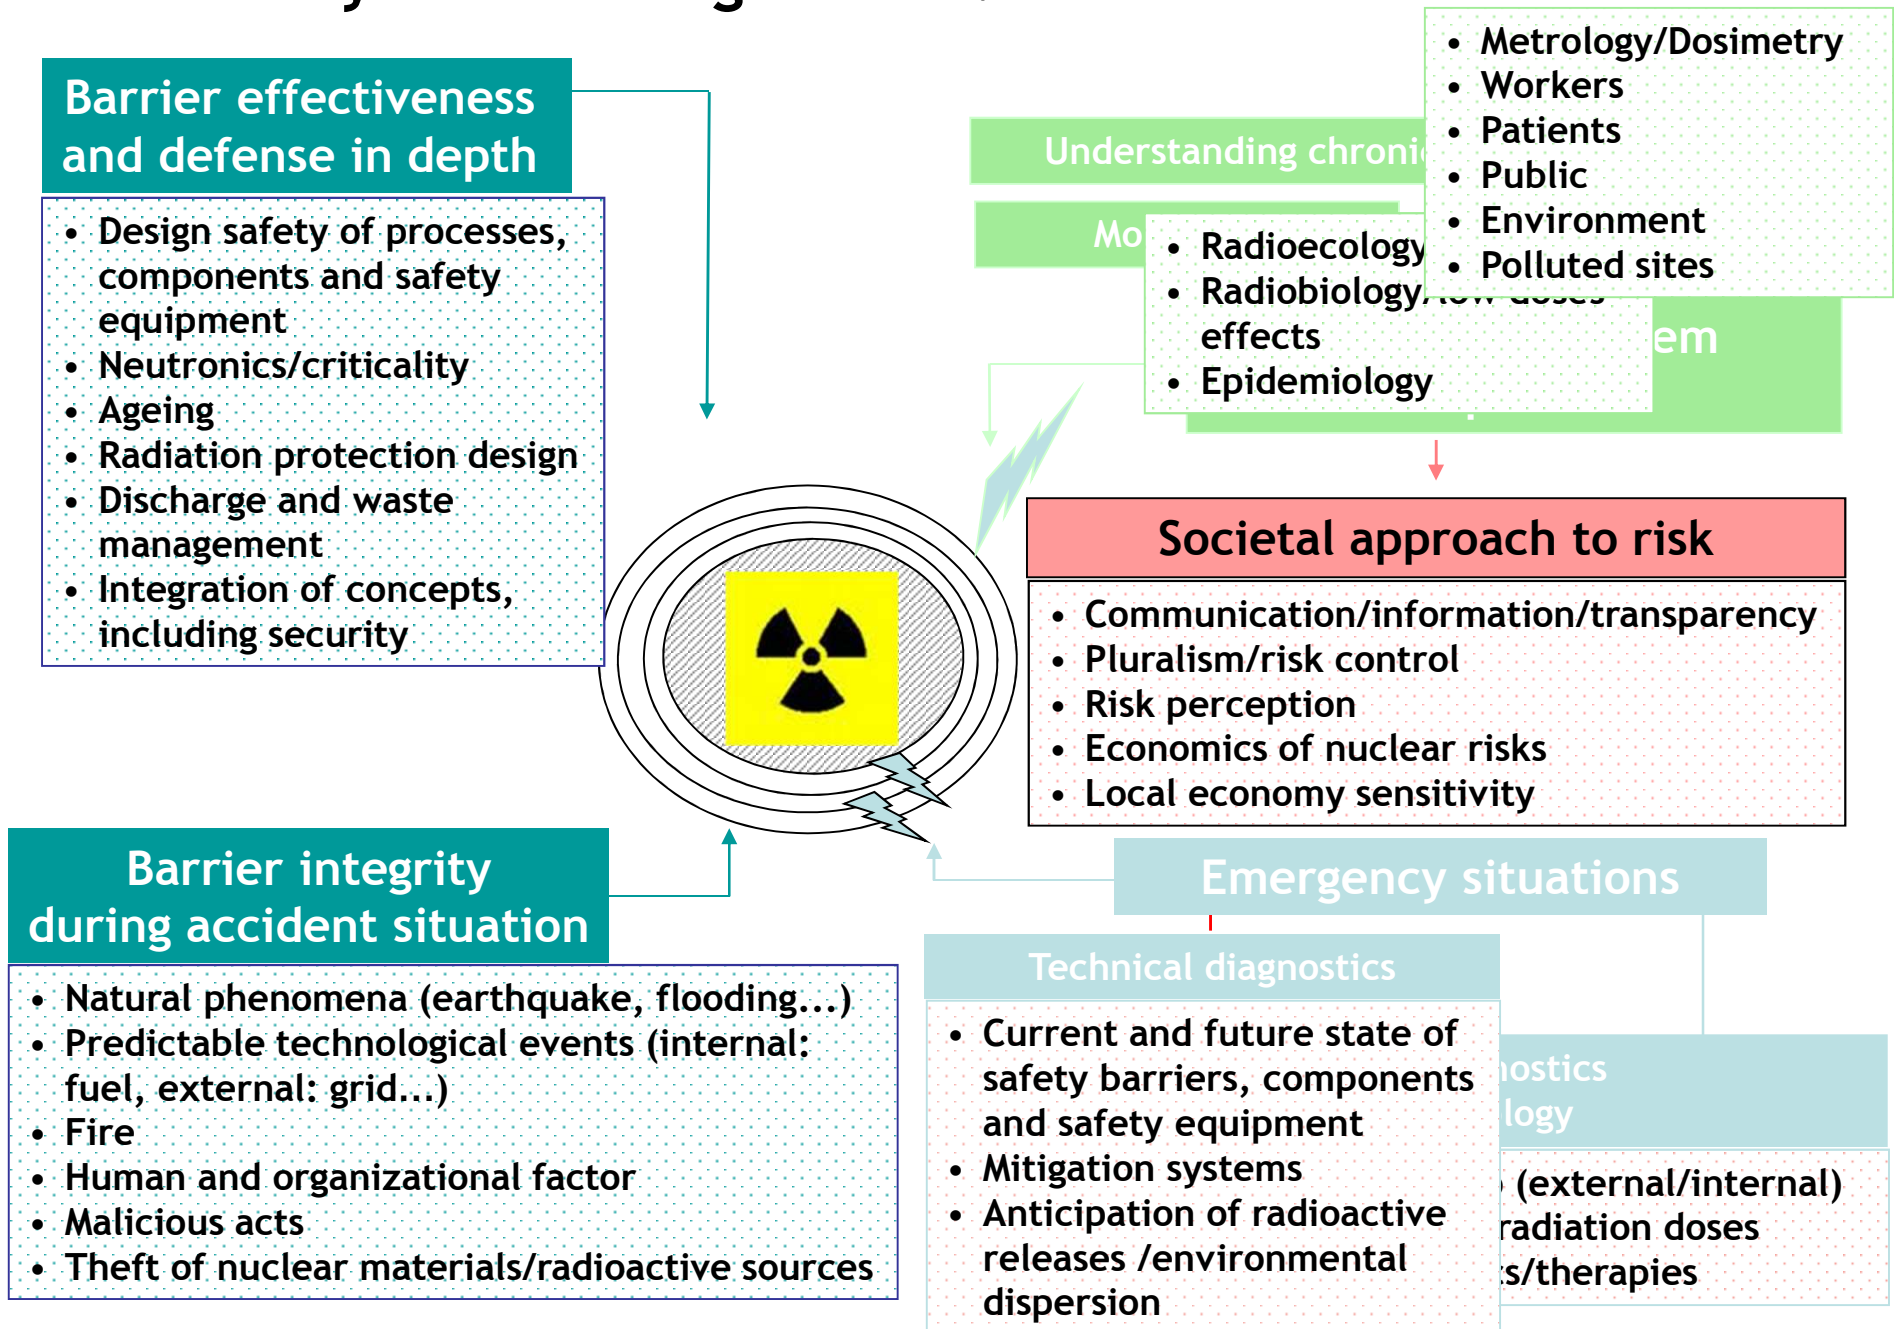 Barrier effectiveness
and defense in depth
• Design safety of processes,
components and safety
equipment
• Neutronics/criticality
• Ageing
• Radiation protection design
• Discharge and waste
management
• Integration of concepts,
including security
• Metrology/Dosimetry
• Workers
• Patients
• Public
• Environment
• Polluted sites
Understanding
• Radioecology
• Radiobiology/low doses
effects
• Epidemiology
Societal approach to risk
• Communication/information/transparency
• Pluralism/risk control
• Risk perception
• Economics of nuclear risks
• Local economy sensitivity
Barrier integrity
during accident situation
• Natural phenomena (earthquake, flooding...)
• Predictable technological events (internal:
fuel, external: grid...)
• Fire
• Human and organizational factor
• Malicious acts
• Theft of nuclear materials/radioactive sources
Emergency situations
Technical diagnostics
• Current and future state of
safety barriers, components
and safety equipment
• Mitigation systems
• Anticipation of radioactive
releases /environmental
dispersion
(external/internal)
radiation doses
/therapies